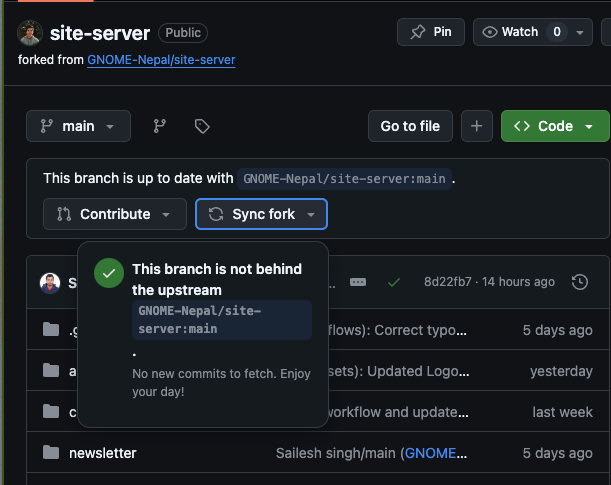 site-server Public Pin Watch 0
forked from GNOME-Nepal/site-server
main Go to file Code
This branch is up to date with GNOME-Nepal/site-server:main.
Contribute Sync fork
This branch is not behind
the upstream
GNOME-Nepal/site-
server:main
.
No new commits to fetch. Enjoy
your day!
S .. 8d22fb7 · 14 hours ago
.g flows): Correct typo... 5 days ago
a sets): Updated Logo... yesterday
c workflow and update... last week
newsletter Sailesh singh/main (GNOME... 5 days ago